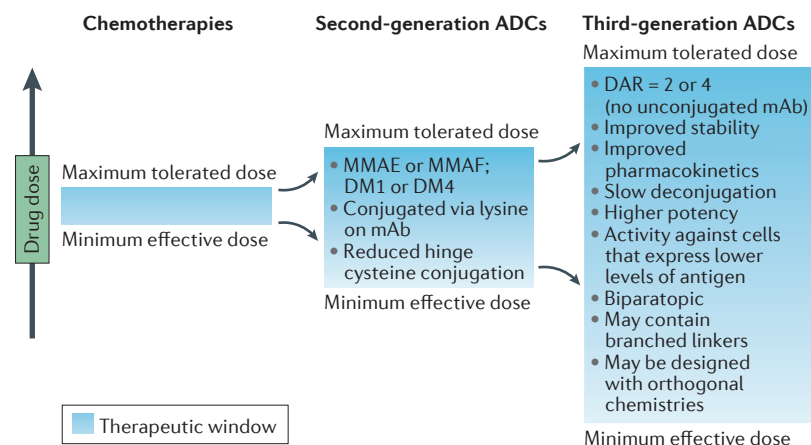 Chemotherapies
Second-generation ADCs
Third-generation ADCs
Drug dose
Maximum tolerated dose
Minimum effective dose
Maximum tolerated dose
• MMAE or MMAF;
DM1 or DM4
• Conjugated via lysine
on mAb
• Reduced hinge
cysteine conjugation
Minimum effective dose
Maximum tolerated dose
• DAR = 2 or 4
(no unconjugated mAb)
• Improved stability
• Improved
pharmacokinetics
• Slow deconjugation
• Higher potency
• Activity against cells
that express lower
levels of antigen
• Biparatopic
• May contain
branched linkers
• May be designed
with orthogonal
chemistries
Minimum effective dose
Therapeutic window